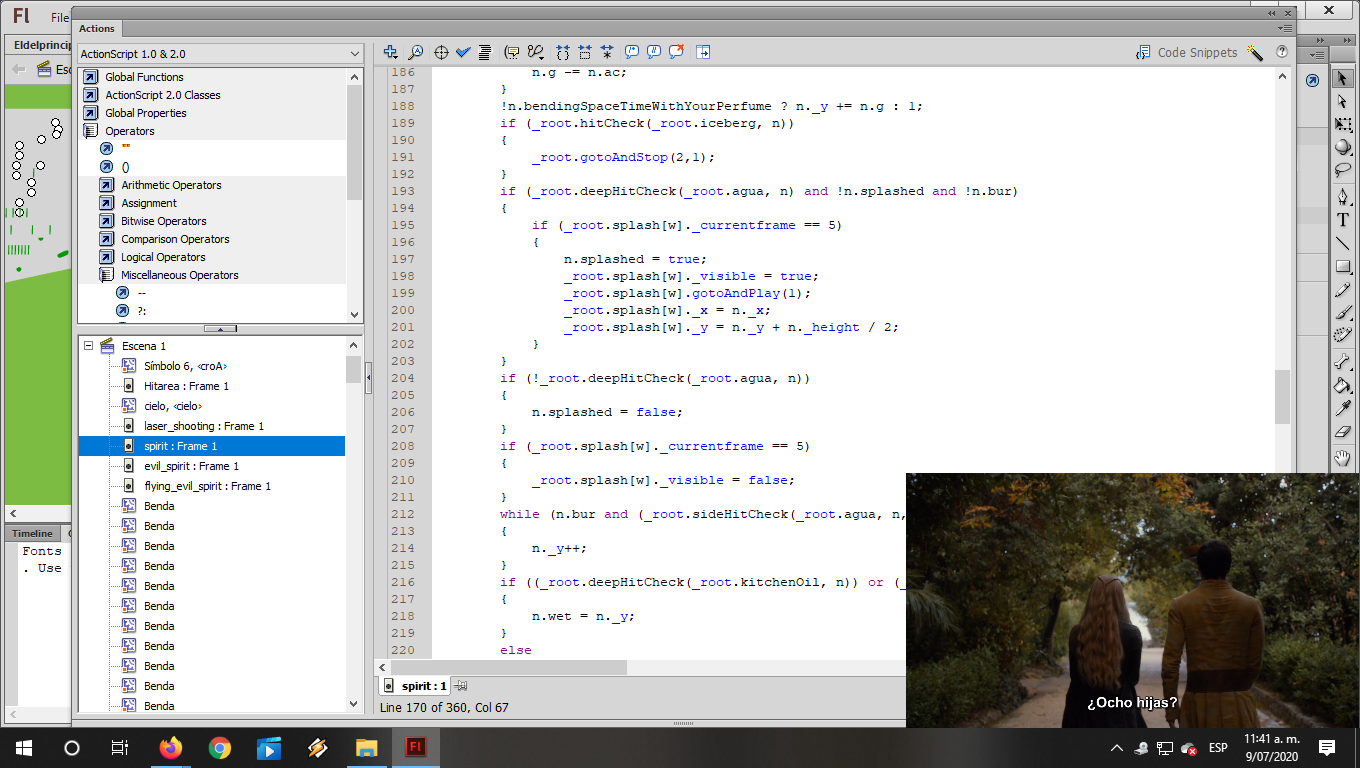 Fl File
Eldelprincip
Esc
Timeline
Fonts
. Use
Actions
ActionScript 1.0 & 2.0
Global Functions
ActionScript 2.0 Classes
Global Properties
Operators
""
()
Arithmetic Operators
Assignment
Bitwise Operators
Comparison Operators
Logical Operators
Miscellaneous Operators
--
?:
Escena 1
Símbolo 6, <croA>
Hitarea : Frame 1
cielo, <cielo>
laser_shooting : Frame 1
spirit : Frame 1
evil_spirit : Frame 1
flying_evil_spirit : Frame 1
Benda
Benda
Benda
Benda
Benda
Benda
Benda
Benda
Benda
Benda
Benda
Code Snippets
186 n.g -= n.ac;
187 }
188 !n.bendingSpaceTimeWithYourPerfume ? n._y += n.g : 1;
189 if (_root.hitCheck(_root.iceberg, n))
190 {
191 _root.gotoAndStop(2,1);
192 }
193 if (_root.deepHitCheck(_root.agua, n) and !n.splashed and !n.bur)
194 {
195 if (_root.splash[w]._currentframe == 5)
196 {
197 n.splashed = true;
198 _root.splash[w]._visible = true;
199 _root.splash[w].gotoAndPlay(1);
200 _root.splash[w]._x = n._x;
201 _root.splash[w]._y = n._y + n._height / 2;
202 }
203 }
204 if (!_root.deepHitCheck(_root.agua, n))
205 {
206 n.splashed = false;
207 }
208 if (_root.splash[w]._currentframe == 5)
209 {
210 _root.splash[w]._visible = false;
211 }
212 while (n.bur and (_root.sideHitCheck(_root.agua, n,
213 {
214 n._y++;
215 }
216 if ((_root.deepHitCheck(_root.kitchenOil, n)) or (_
217 {
218 n.wet = n._y;
219 }
220 else
spirit : 1
Line 170 of 360, Col 67
¿Ocho hijas?
Fl
ESP
11:41 a. m.
9/07/2020